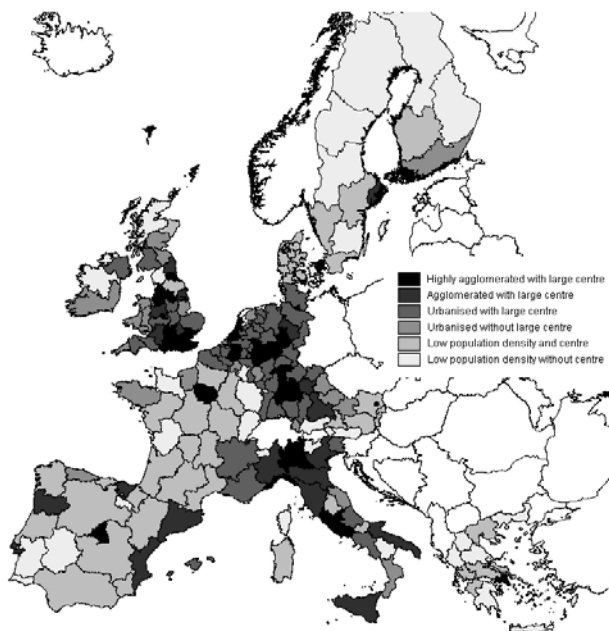 Highly agglomerated with large centre
Agglomerated with large centre
Urbanised with large centre
Urbanised without large centre
Low population density and centre
Low population density without centre